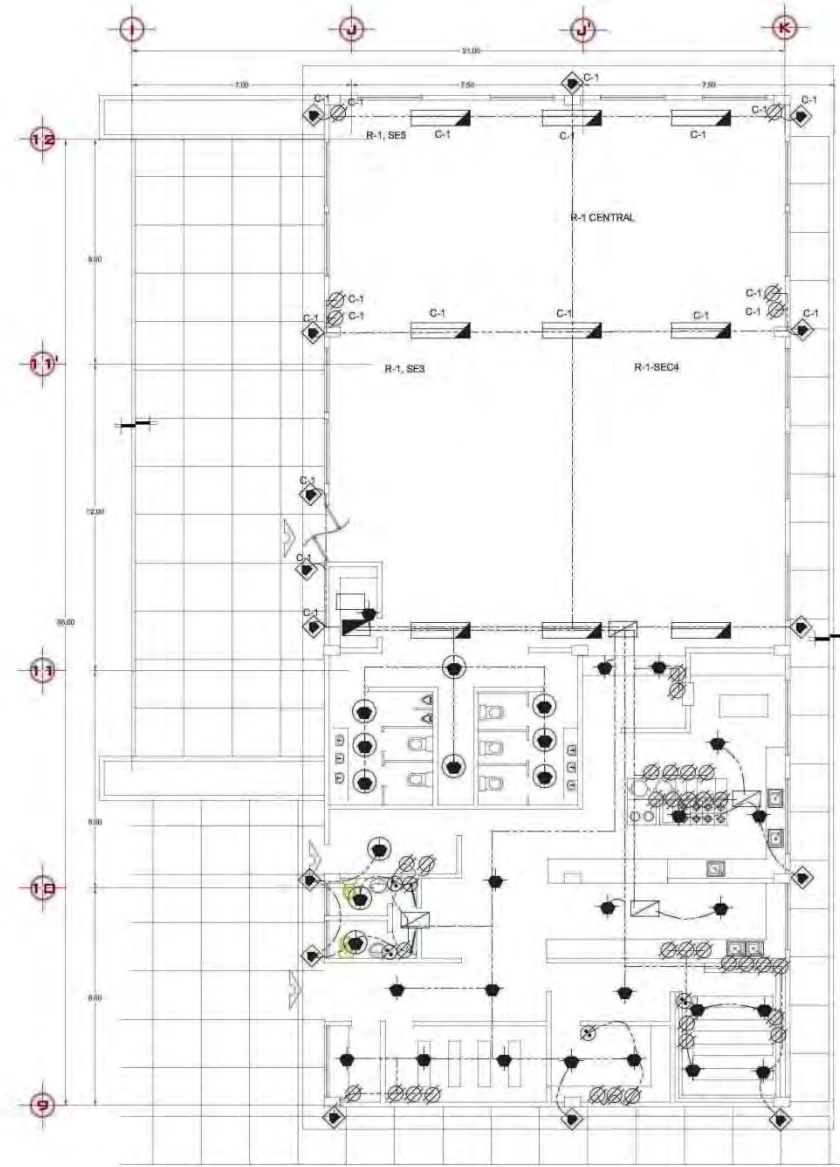 I J J' K
21.00
7.00 7.50 7.50
C-1
C-1 C-1 C-1 C-1
12
R-1, SE5 C-1 C-1 C-1
R-1 CENTRAL
8.00
C-1 C-1
C-1 C-1 C-1 C-1 C-1
11'
R-1, SE3 R-1-SEC4
C-1
12.00
C-1
C-1
11
10
9.00
9